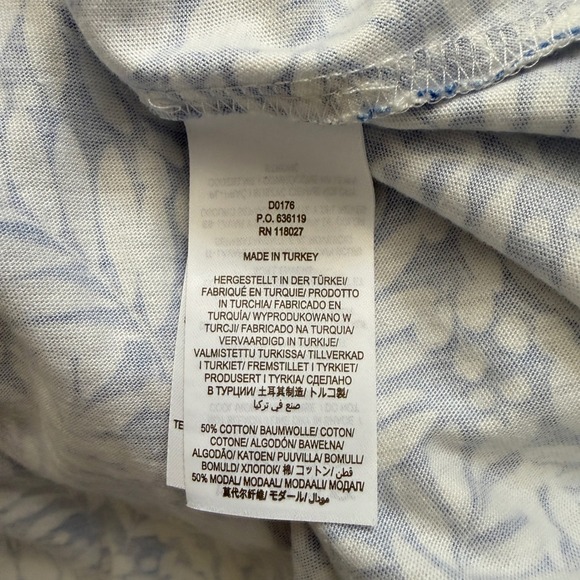 D0176
P.O. 636119
RN 118027
MADE IN TURKEY
HERGESTELLT IN DER TÜRKEI/
FABRIQUÉ EN TURQUIE/ PRODOTTO
IN TURCHIA/ FABRICADO EN
TURQUÍA/ WYPRODUKOWANO W
TURCJI/ FABRICADO NA TURQUIA/
VERVAARDIGD IN TURKIJE/
VALMISTETTU TURKISSA/ TILLVERKAD
I TURKIET/ FREMSTILLET I TYRKIET/
PRODUSERT I TYRKIA/ СДЕЛАНО
В ТУРЦИИ/ 土耳其制造/ トルコ製/
صنع في تركيا
TE
50% COTTON/ BAUMWOLLE/ COTON/
COTONE/ ALGODÓN/ BAWEŁNA/
ALGODÃO/ KATOEN/ PUUVILLA/ BOMULL/
BOMULD/ ХЛОПОК/ 棉/ コットン/ قطن/
50% MODAL/ MODAAL/ MODAALI/ МОДАЛ/
莫代尔纤维/ モダール/ مودال/